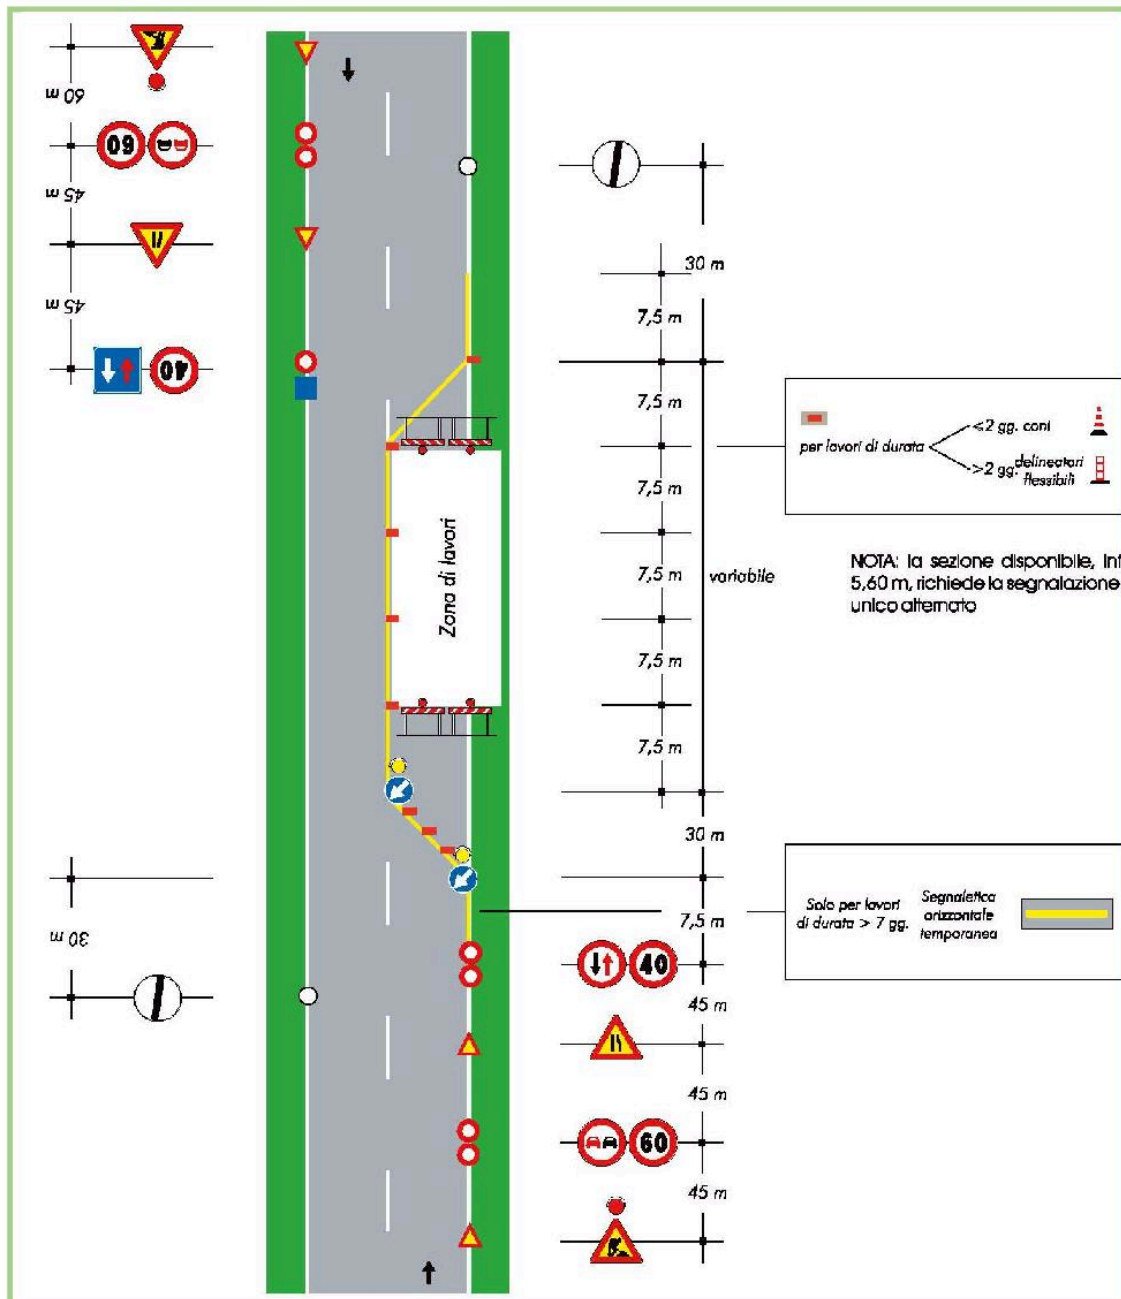 60 m
60
45 m
45 m
40
30 m
7,5 m
7,5 m
7,5 m
7,5 m
7,5 m
7,5 m
variabile
30 m
7,5 m
per lavori di durata
≤2 gg. coni
>2 gg. delineatori
flessibili
NOTA: la sezione disponibile, inf
5,60 m, richiede la segnalazione
unico alternato
Zona di lavori
Solo per lavori
di durata > 7 gg.
Segnaletica
orizzontale
temporanea
30 m
40
45 m
45 m
60
45 m